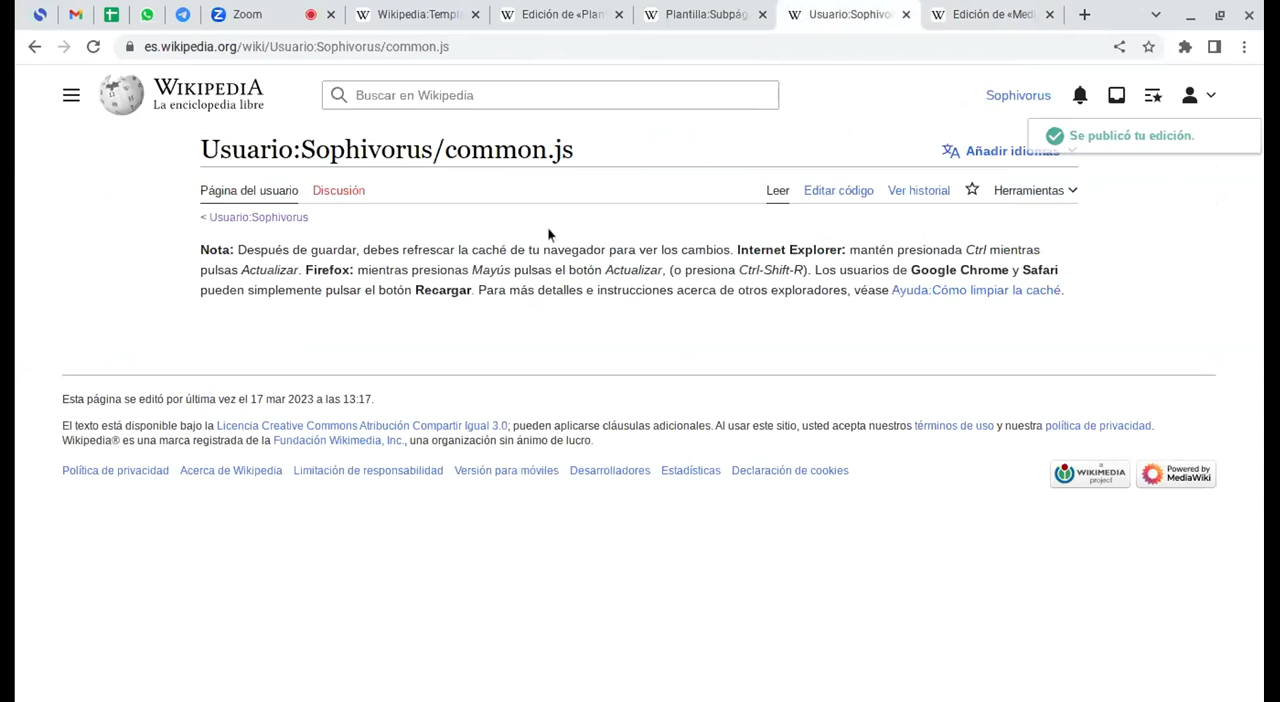 Zoom
Wikipedia:Templ
Edición de «Plan
Plantilla:Subpág
Usuario:Sophivo
Edición de «Med
es.wikipedia.org/wiki/Usuario:Sophivorus/common.js
WIKIPEDIA
La enciclopedia libre
Buscar en Wikipedia
Sophivorus
Se publicó tu edición.
Usuario:Sophivorus/common.js
Añadir idiomas
Página del usuario Discusión Leer Editar código Ver historial Herramientas
< Usuario:Sophivorus
Nota: Después de guardar, debes refrescar la caché de tu navegador para ver los cambios. Internet Explorer: mantén presionada Ctrl mientras
pulsas Actualizar. Firefox: mientras presionas Mayús pulsas el botón Actualizar, (o presiona Ctrl-Shift-R). Los usuarios de Google Chrome y Safari
pueden simplemente pulsar el botón Recargar. Para más detalles e instrucciones acerca de otros exploradores, véase Ayuda:Cómo limpiar la caché.
Esta página se editó por última vez el 17 mar 2023 a las 13:17.
El texto está disponible bajo la Licencia Creative Commons Atribución Compartir Igual 3.0; pueden aplicarse cláusulas adicionales. Al usar este sitio, usted acepta nuestros términos de uso y nuestra política de privacidad.
Wikipedia® es una marca registrada de la Fundación Wikimedia, Inc., una organización sin ánimo de lucro.
Política de privacidad Acerca de Wikipedia Limitación de responsabilidad Versión para móviles Desarrolladores Estadísticas Declaración de cookies
a
WIKIMEDIA
project
Powered by
MediaWiki